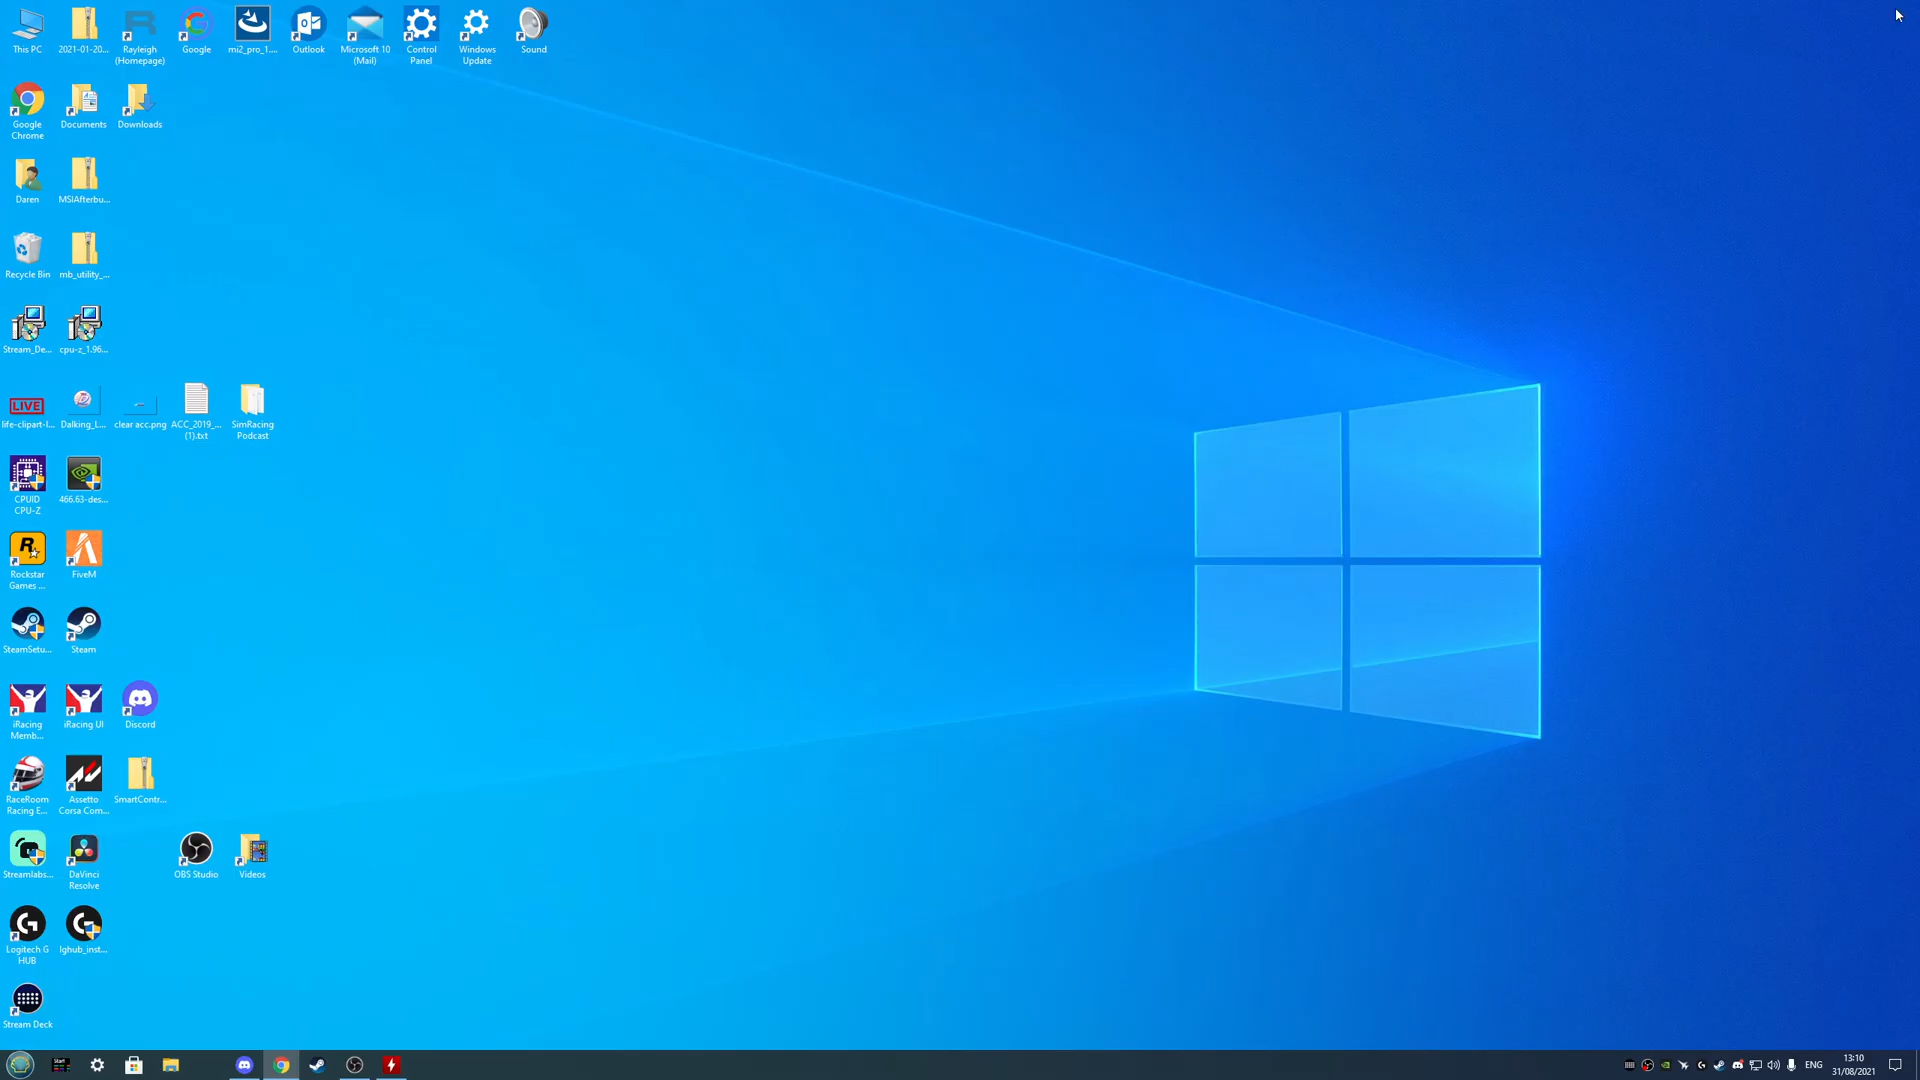 This PC
2021-01-20...
Rayleigh
(Homepage)
Google
mi2_pro_1....
Outlook
Microsoft 10
(Mail)
Control
Panel
Windows
Update
Sound
Google
Chrome
Documents
Downloads
Daren
MSIAfterbu...
Recycle Bin
mb_utility_...
Stream_De...
cpu-z_1.96...
LIVE
life-clipart-l...
Dalking_L...
clear acc.png
ACC_2019_...
(1).txt
SimRacing
Podcast
CPUID
CPU-Z
466.63-des...
Rockstar
Games ...
FiveM
SteamSetu...
Steam
iRacing
Memb...
iRacing UI
Discord
RaceRoom
Racing E...
Assetto
Corsa Com...
SmartContr...
Streamlabs...
DaVinci
Resolve
OBS Studio
Videos
Logitech G
HUB
lghub_inst...
Stream Deck
Start
ENG
13:10
31/08/2021